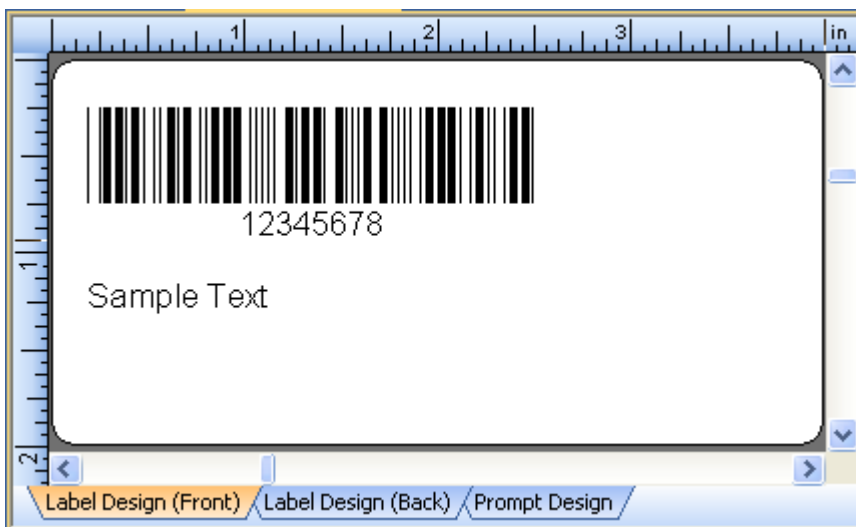 1 2 3 in
12345678
Sample Text
1
2
Label Design (Front) Label Design (Back) Prompt Design